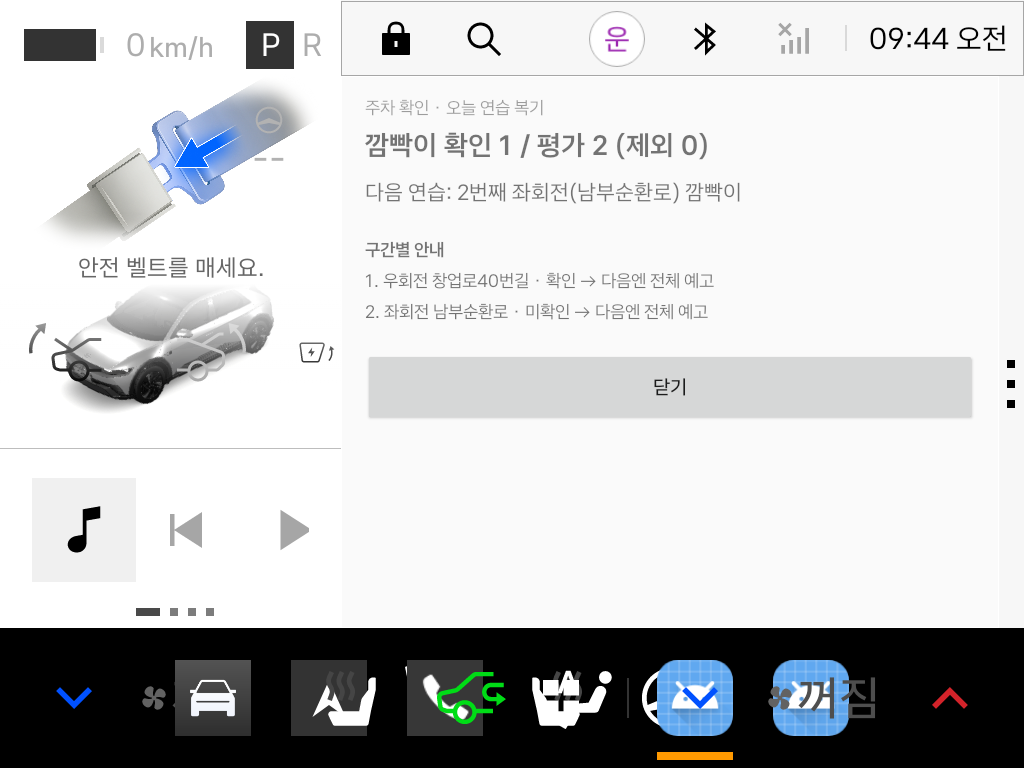 0 km/h
P R
운
09:44 오전
안전 벨트를 매세요.
주차 확인 · 오늘 연습 복기
깜빡이 확인 1 / 평가 2 (제외 0)
다음 연습: 2번째 좌회전(남부순환로) 깜빡이
구간별 안내
1. 우회전 창업로40번길 · 확인 → 다음엔 전체 예고
2. 좌회전 남부순환로 · 미확인 → 다음엔 전체 예고
닫기
꺼짐